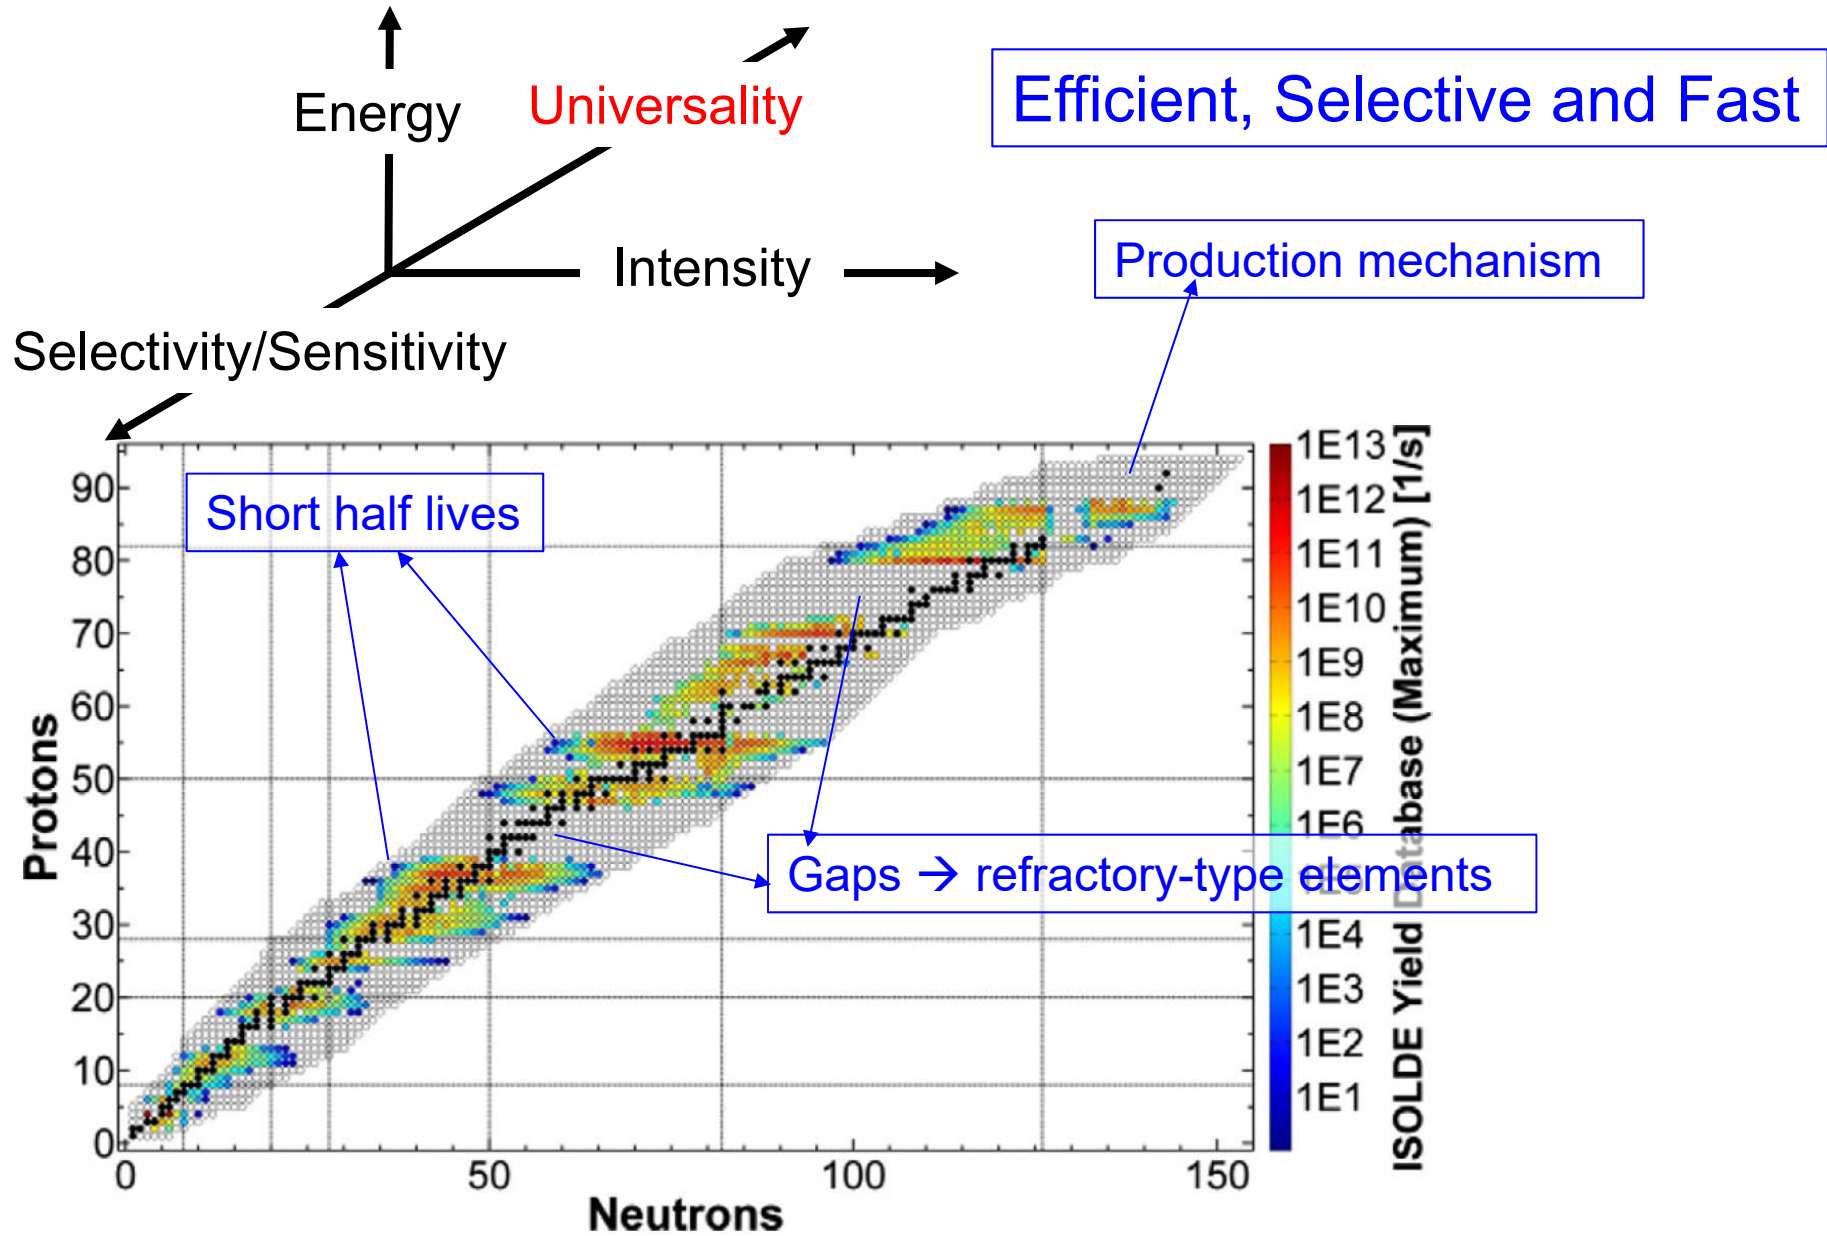 Energy
Universality
Efficient, Selective and Fast
Intensity
Production mechanism
Selectivity/Sensitivity
Short half lives
Gaps → refractory-type elements
90
80
70
60
50
40
30
20
10
0
Protons
0
50
100
150
Neutrons
1E13
1E12
1E11
1E10
1E9
1E8
1E7
1E6
1E5
1E4
1E3
1E2
1E1
ISOLDE Yield Database (Maximum) [1/s]